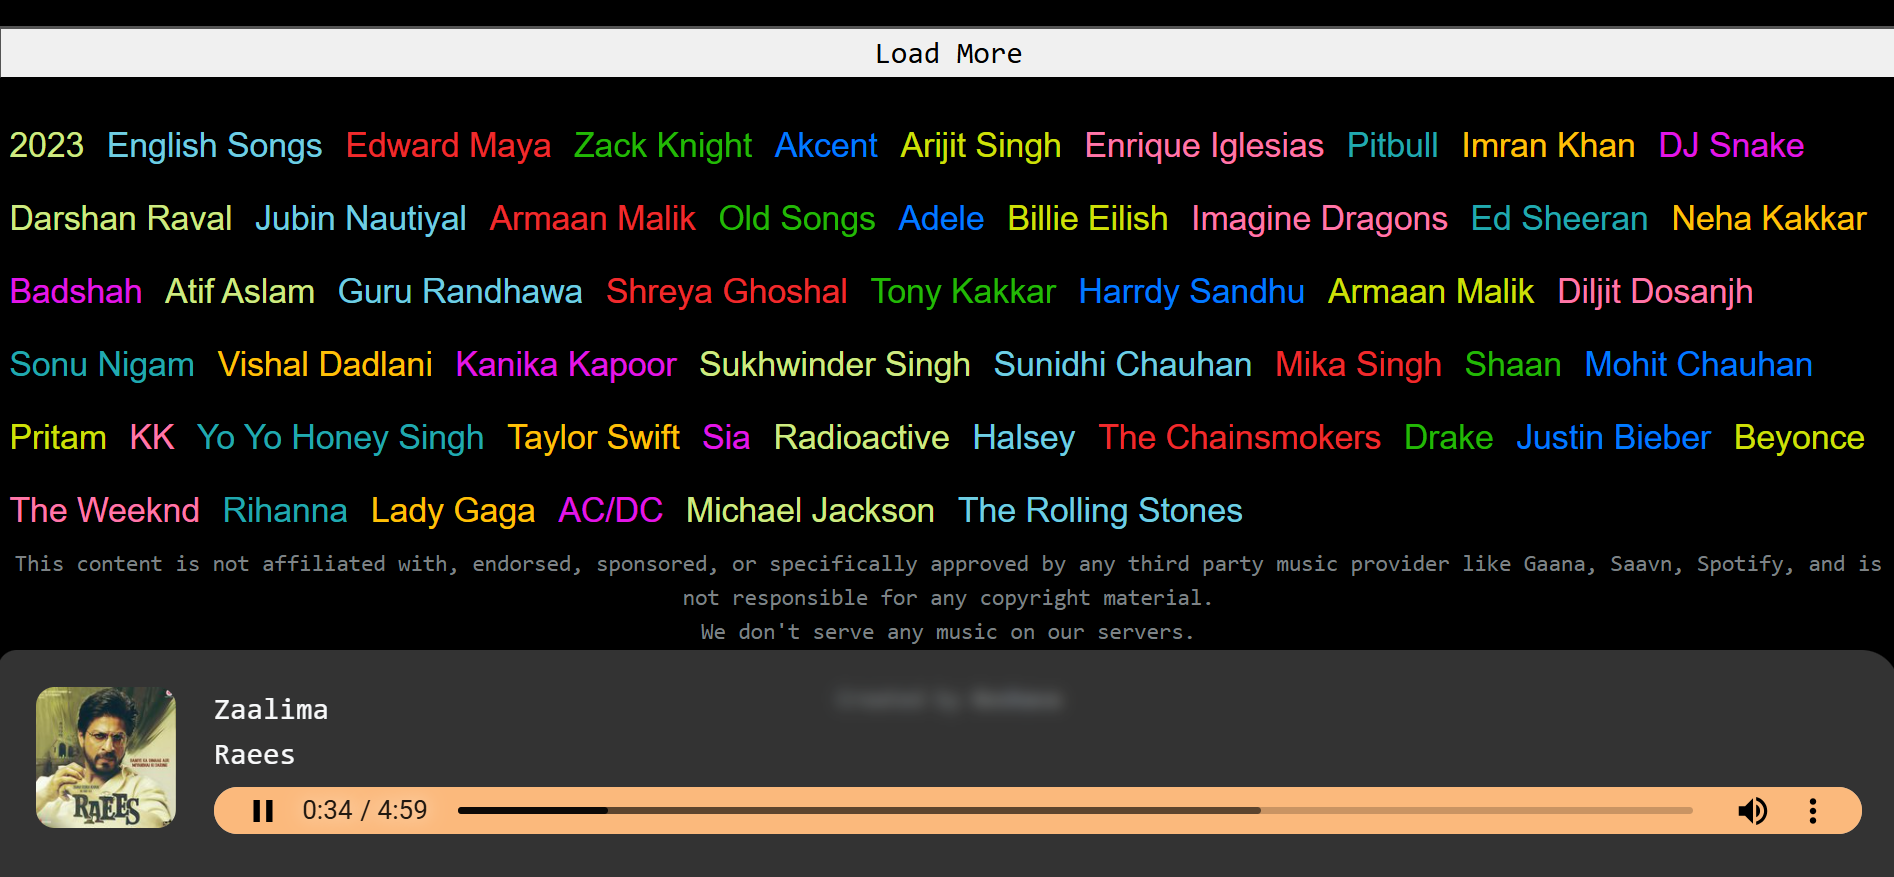 Load More
2023 English Songs Edward Maya Zack Knight Akcent Arijit Singh Enrique Iglesias Pitbull Imran Khan DJ Snake
Darshan Raval Jubin Nautiyal Armaan Malik Old Songs Adele Billie Eilish Imagine Dragons Ed Sheeran Neha Kakkar
Badshah Atif Aslam Guru Randhawa Shreya Ghoshal Tony Kakkar Harrdy Sandhu Armaan Malik Diljit Dosanjh
Sonu Nigam Vishal Dadlani Kanika Kapoor Sukhwinder Singh Sunidhi Chauhan Mika Singh Shaan Mohit Chauhan
Pritam KK Yo Yo Honey Singh Taylor Swift Sia Radioactive Halsey The Chainsmokers Drake Justin Bieber Beyonce
The Weeknd Rihanna Lady Gaga AC/DC Michael Jackson The Rolling Stones
This content is not affiliated with, endorsed, sponsored, or specifically approved by any third party music provider like Gaana, Saavn, Spotify, and is
not responsible for any copyright material.
We don't serve any music on our servers.
Zaalima
Raees
RAEES
0:34 / 4:59